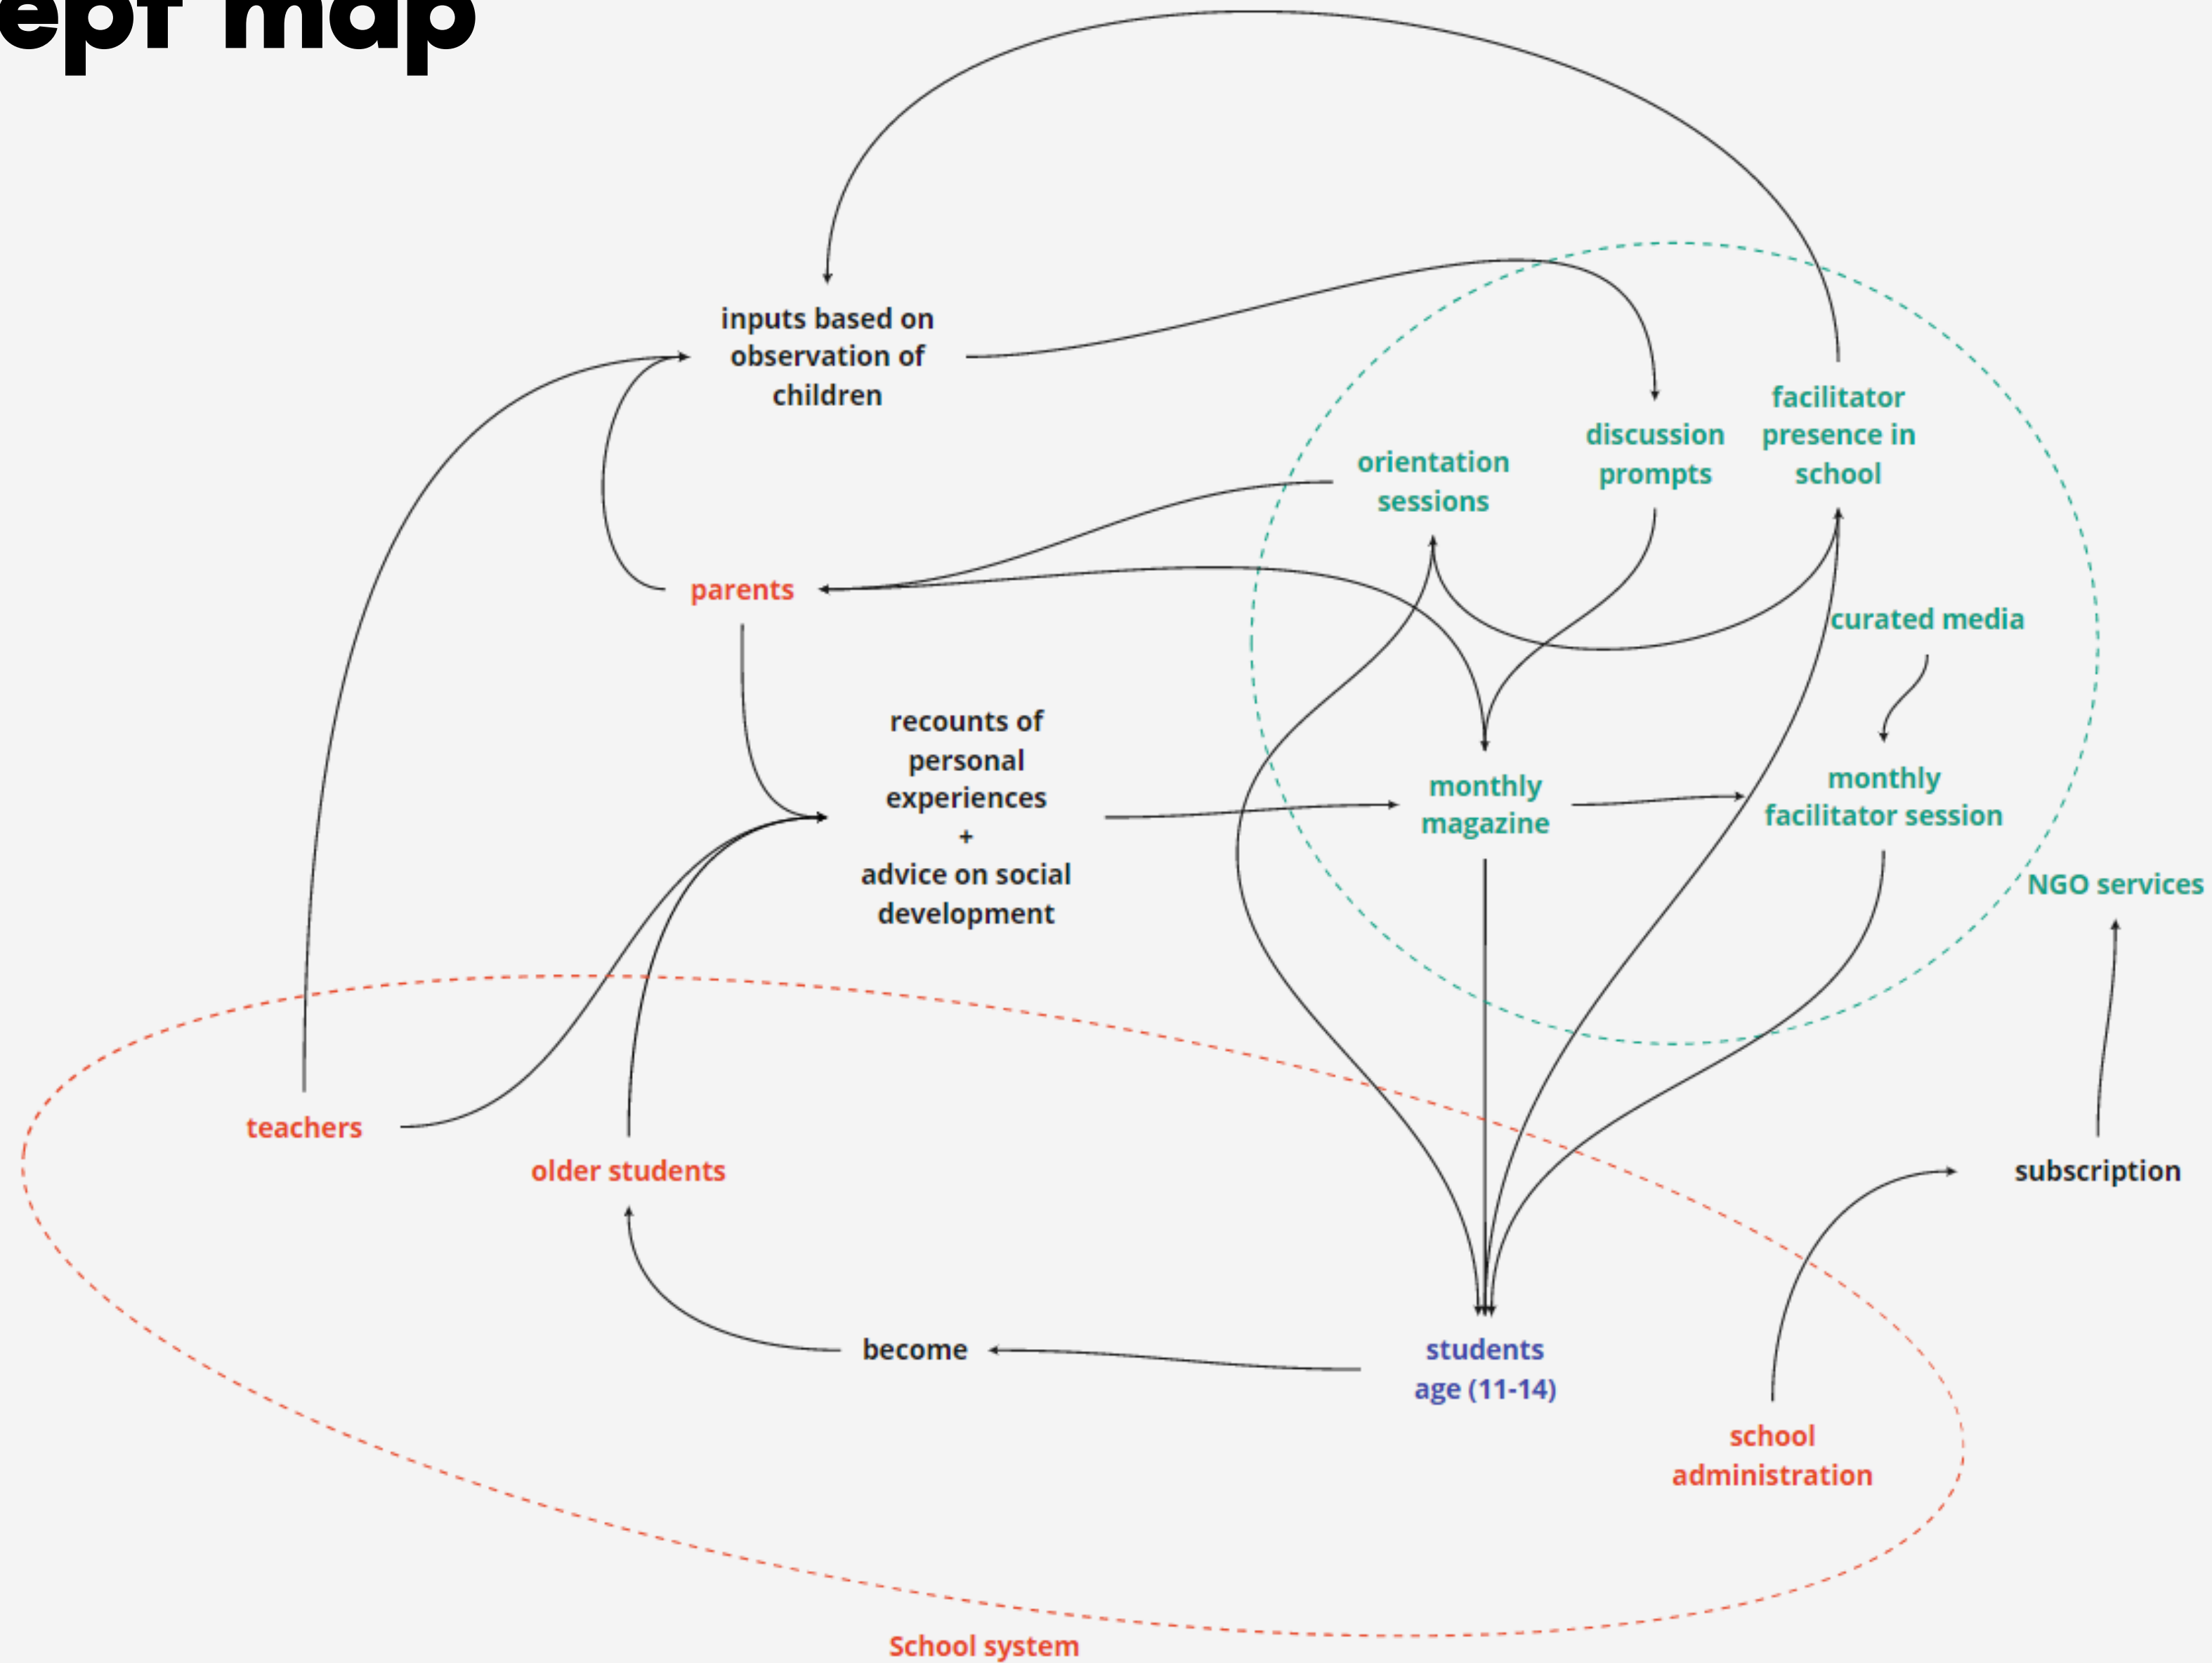 ept map
inputs based on
observation of
children
facilitator
presence in
school
discussion
prompts
orientation
sessions
parents
curated media
recounts of
personal
experiences
+
advice on social
development
monthly
magazine
monthly
facilitator session
NGO services
teachers
older students
subscription
become
students
age (11-14)
school
administration
School system